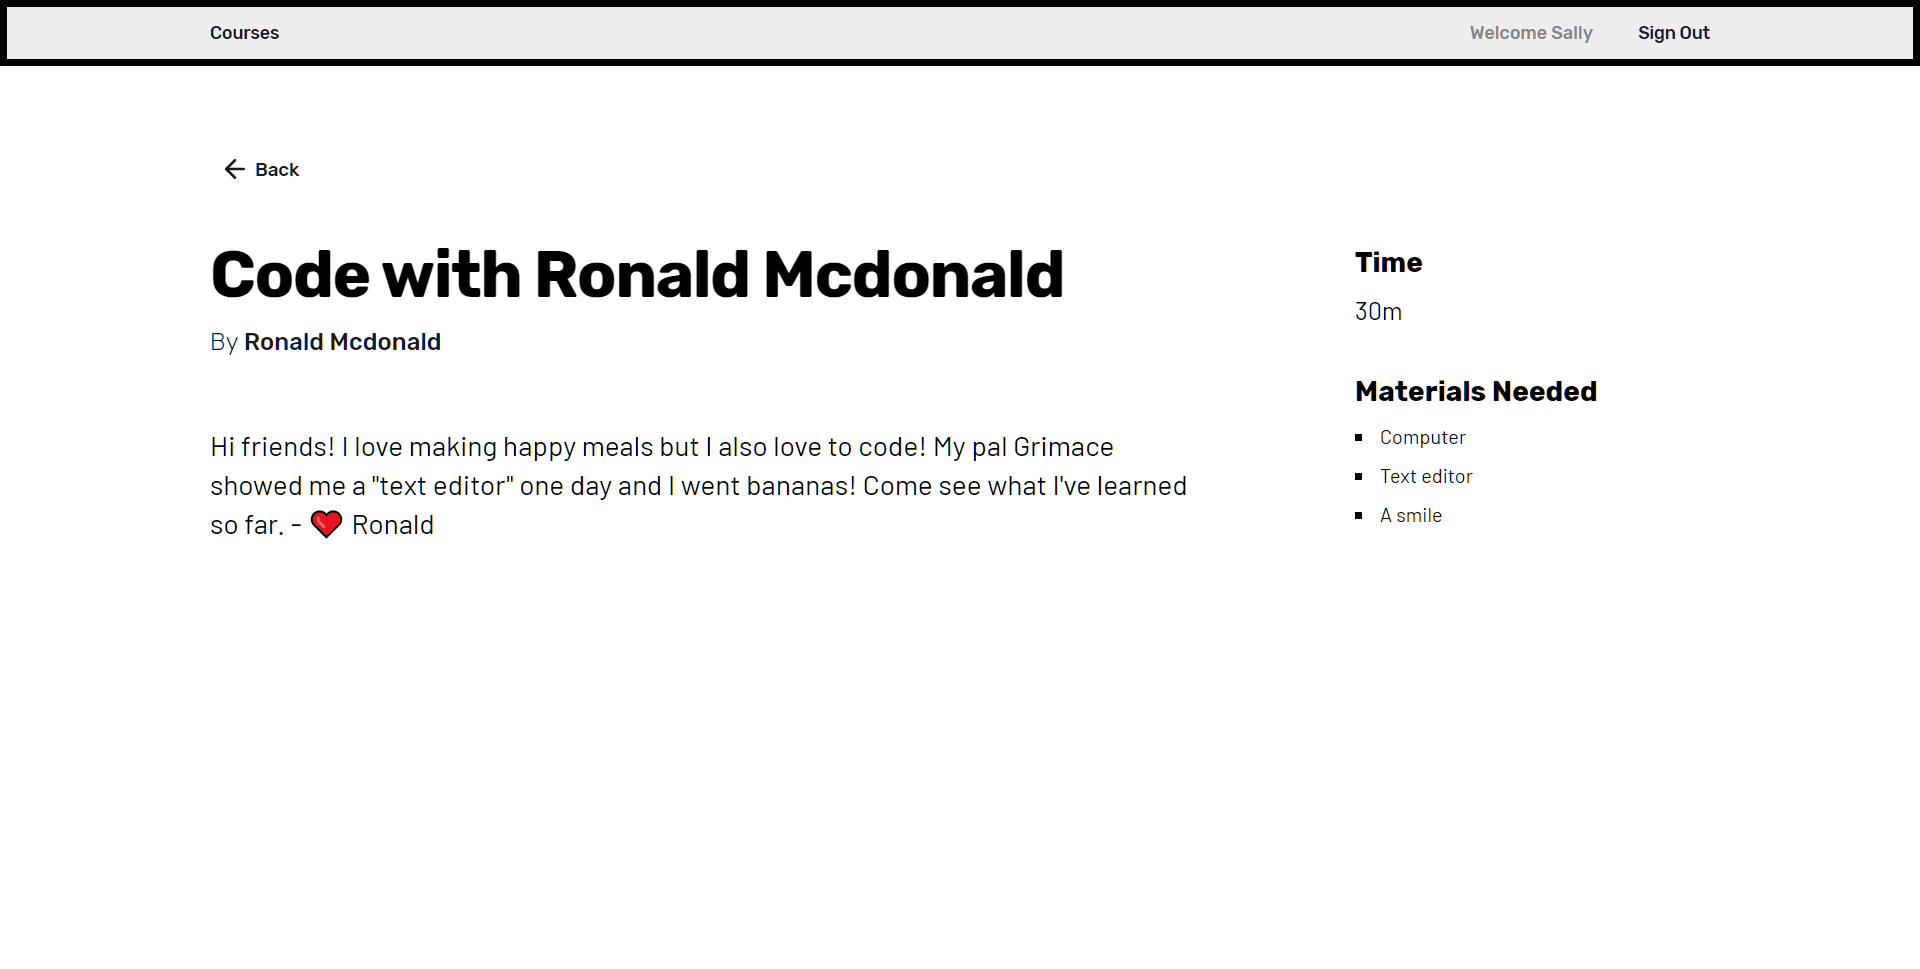 Courses
Welcome Sally
Sign Out
Back
Code with Ronald Mcdonald
By Ronald Mcdonald
Hi friends! I love making happy meals but I also love to code! My pal Grimace
showed me a "text editor" one day and I went bananas! Come see what I've learned
so far. - ❤️ Ronald
Time
30m
Materials Needed
Computer
Text editor
A smile